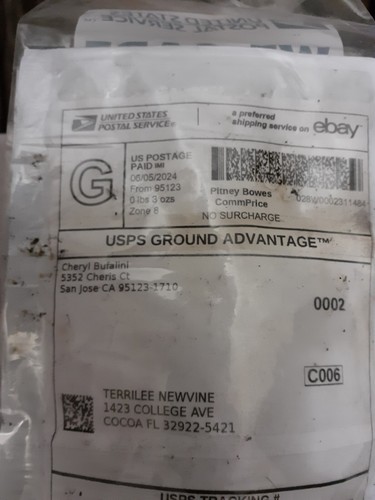 UNITED STATES
POSTAL SERVICE®
a preferred
shipping service on ebay
G
US POSTAGE
PAID IMI
06/05/2024
From 95123
0 lbs 3 ozs
Zone 8
Pitney Bowes
CommPrice
NO SURCHARGE
USPS GROUND ADVANTAGE™
Cheryl Bufalini
5352 Cheris Ct
San Jose CA 95123-1710
0002
C006
TERRILEE NEWVINE
1423 COLLEGE AVE
COCOA FL 32922-5421
USPS TRACKING #